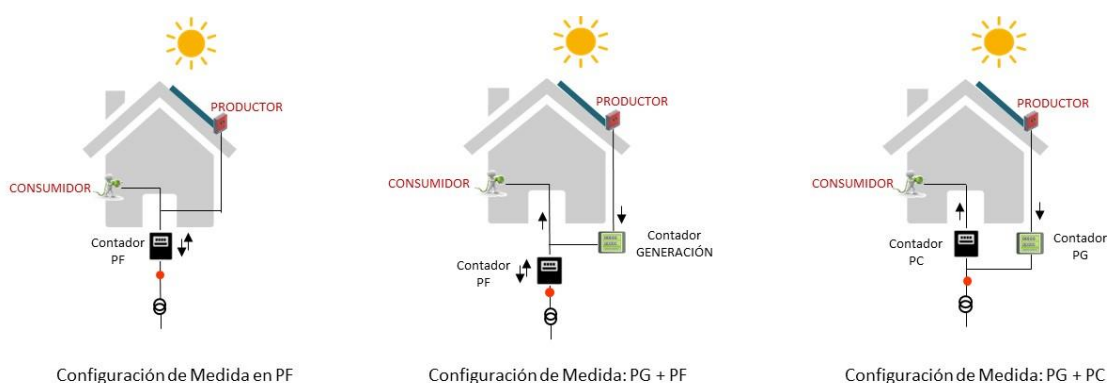 PRODUCTOR
CONSUMIDOR
Contador
PF
Configuración de Medida en PF
PRODUCTOR
CONSUMIDOR
Contador
GENERACIÓN
Contador
PF
Configuración de Medida: PG + PF
PRODUCTOR
CONSUMIDOR
Contador
PC
Contador
PG
Configuración de Medida: PG + PC